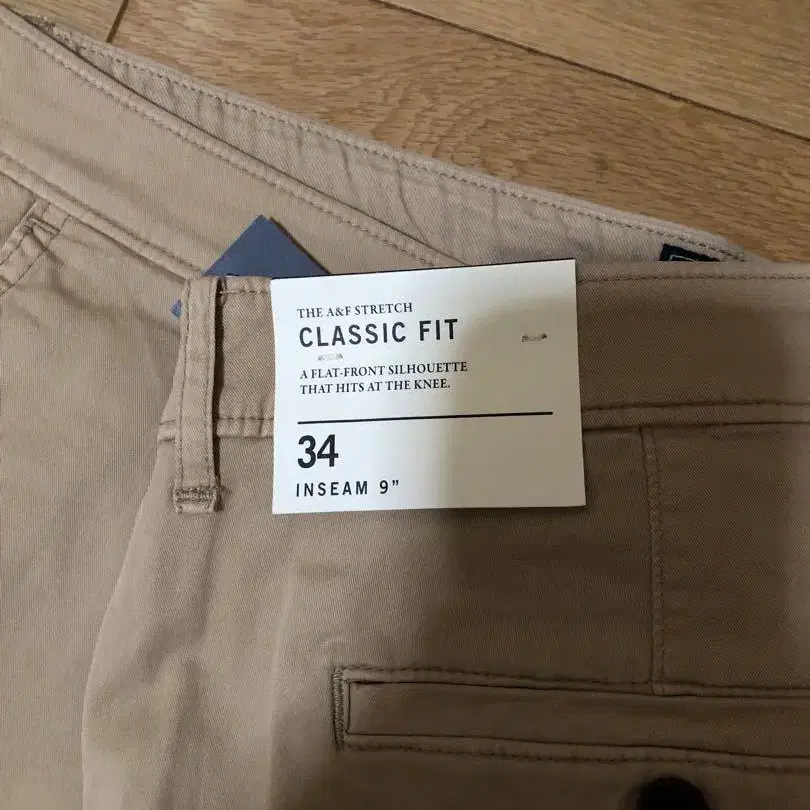 THE A&F STRETCH
CLASSIC FIT
A FLAT-FRONT SILHOUETTE
THAT HITS AT THE KNEE.
34
INSEAM 9”